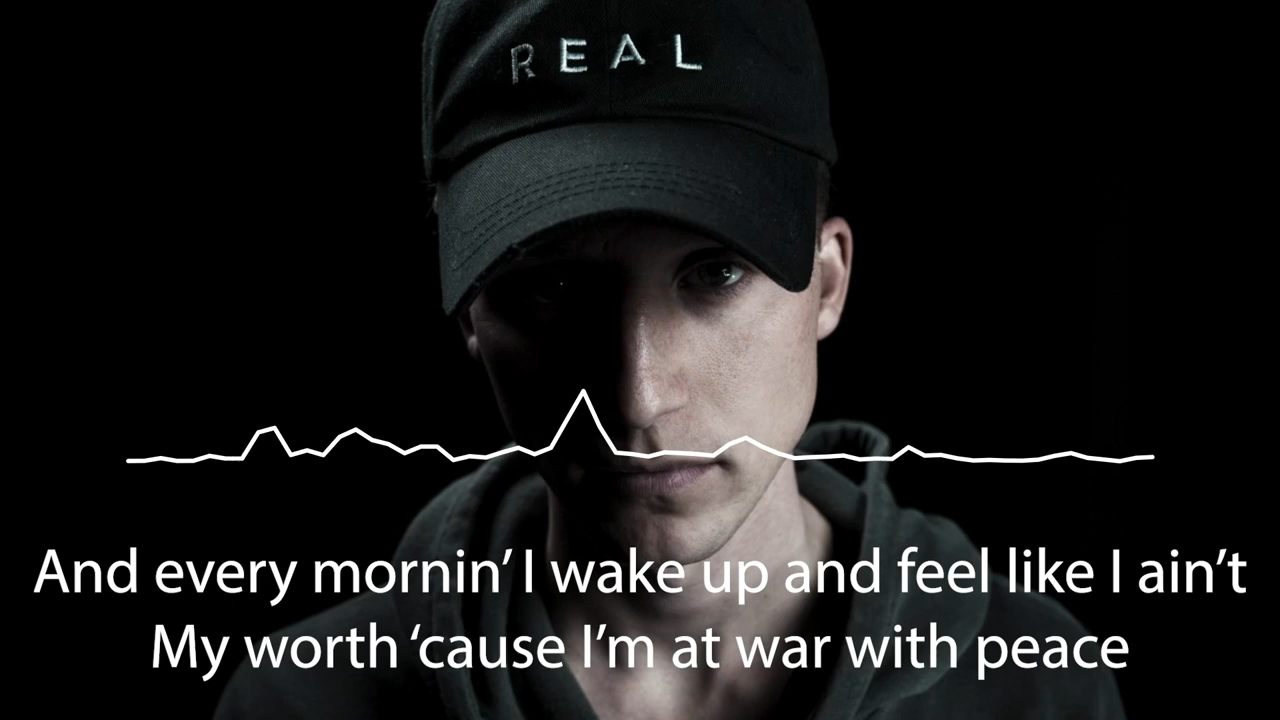 REAL
And every mornin’ I wake up and feel like I ain’t
My worth ‘cause I’m at war with peace